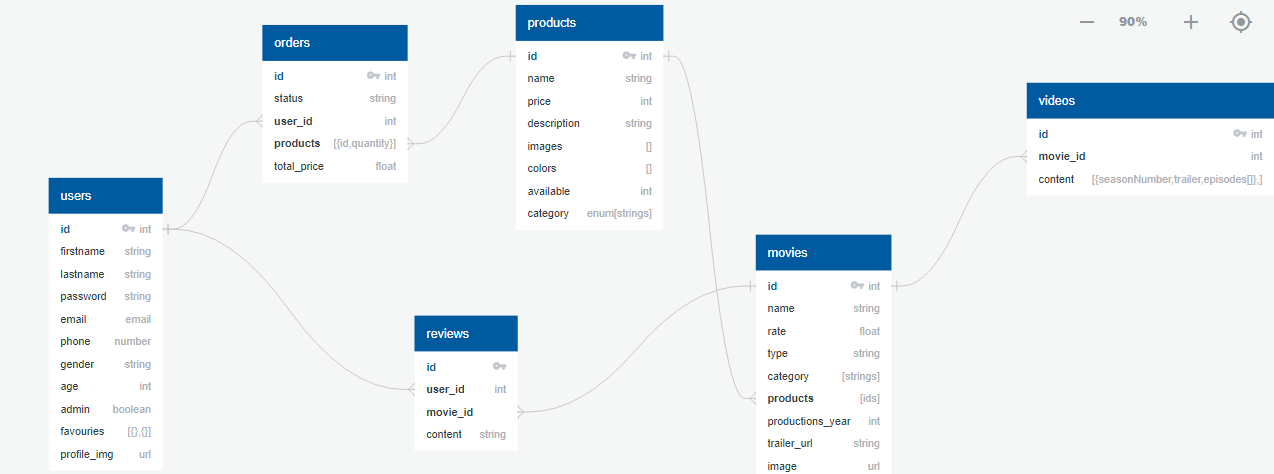 90%
products
id int
name string
price int
description string
images []
colors []
available int
category enum[strings]
orders
id int
status string
user_id int
products [{id,quantity}]
total_price float
videos
id int
movie_id int
content [{seasonNumber,trailer,episodes[]},]
users
id int
firstname string
lastname string
password string
email email
phone number
gender string
age int
admin boolean
favouries [{},{}]
profile_img url
movies
id int
name string
rate float
type string
category [strings]
products [ids]
productions_year int
trailer_url string
image url
reviews
id
user_id int
movie_id
content string